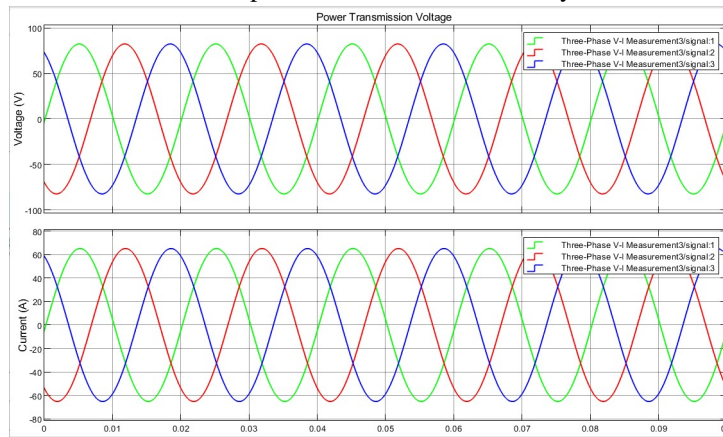 Power Transmission Voltage
100
50
0
-50
-100
Voltage (V)
Three-Phase V-I Measurement3/signal:1
Three-Phase V-I Measurement3/signal:2
Three-Phase V-I Measurement3/signal:3
80
60
40
20
0
-20
-40
-60
-80
Current (A)
Three-Phase V-I Measurement3/signal:1
Three-Phase V-I Measurement3/signal:2
Three-Phase V-I Measurement3/signal:3
0 0.01 0.02 0.03 0.04 0.05 0.06 0.07 0.08 0.09